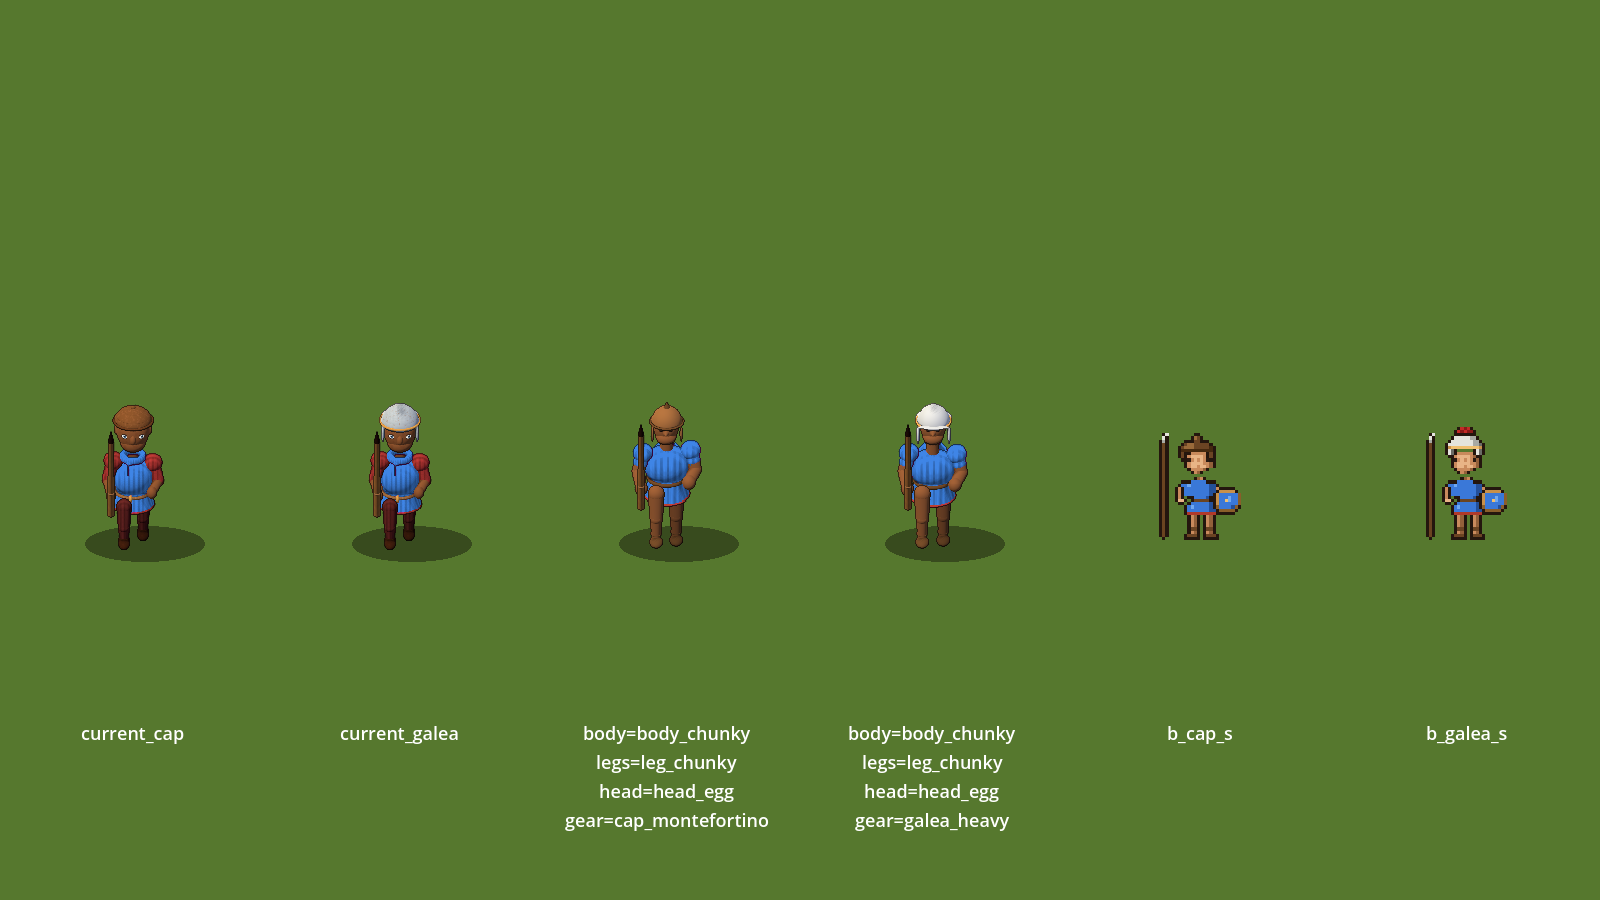 current_cap
current_galea
body=body_chunky
legs=leg_chunky
head=head_egg
gear=cap_montefortino
body=body_chunky
legs=leg_chunky
head=head_egg
gear=galea_heavy
b_cap_s
b_galea_s